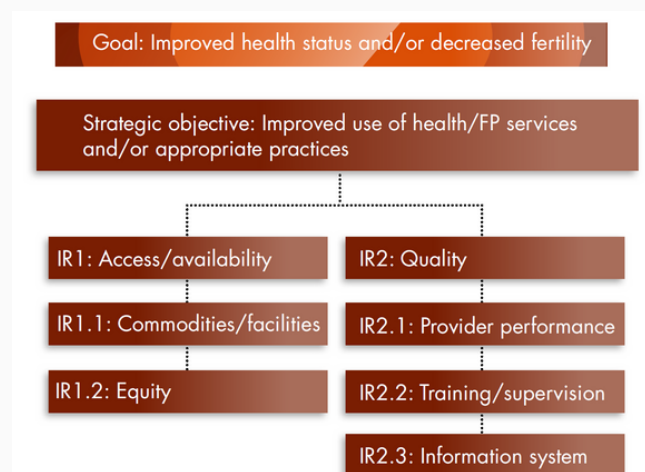 Goal: Improved health status and/or decreased fertility
Strategic objective: Improved use of health/FP services
and/or appropriate practices
IR1: Access/availability
IR1.1: Commodities/facilities
IR1.2: Equity
IR2: Quality
IR2.1: Provider performance
IR2.2: Training/supervision
IR2.3: Information system